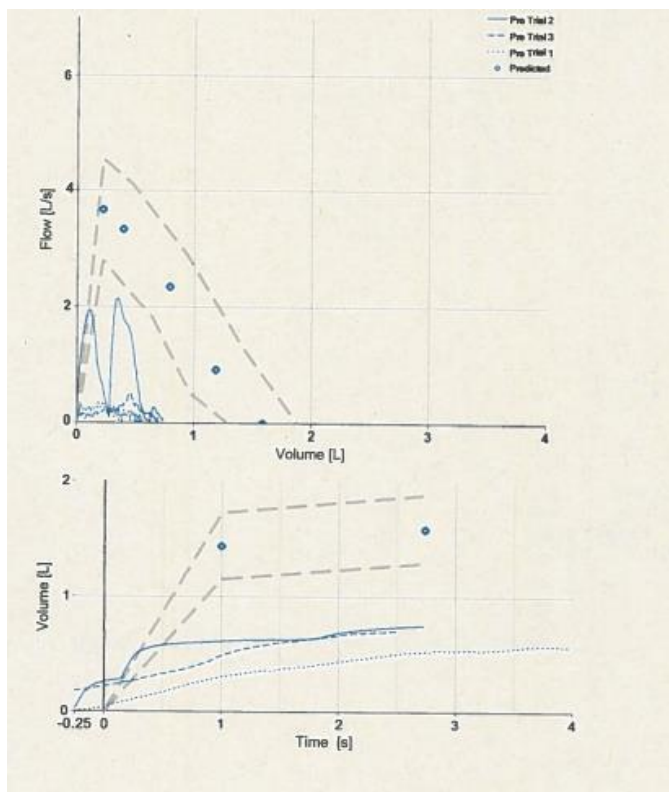 Pre Trial 2
Pre Trial 3
Pre Trial 1
Predicted
6
4
2
0
Flow [L/s]
0 1 2 3 4
Volume [L]
2
1
0
Volume [L]
-0.25 0 1 2 3 4
Time [s]